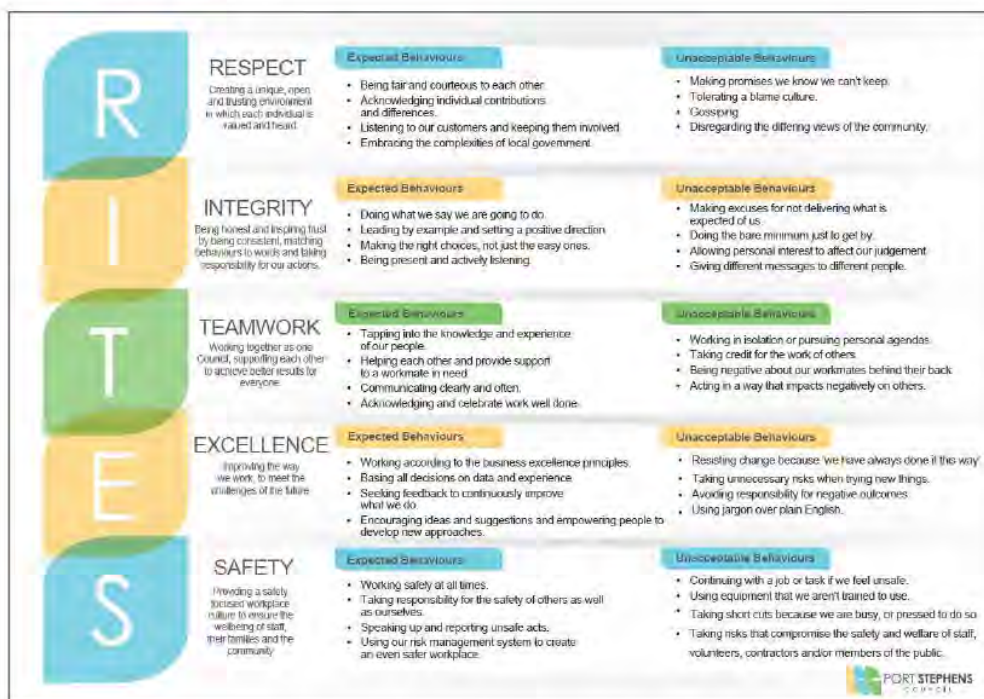 R
RESPECT
Creating a unique, open
and trusting environment
in which each individual is
valued and heard.
Expected Behaviours
• Being fair and courteous to each other.
• Acknowledging individual contributions
and differences.
• Listening to our customers and keeping them involved
• Embracing the complexities of local government
Unacceptable Behaviours
• Making promises we know we can't keep.
• Tolerating a blame culture.
• Gossiping
• Disregarding the differing views of the community.
I
INTEGRITY
Being honest and inspiring trust
by being consistent, matching
behaviours to words and taking
responsibility for our actions.
Expected Behaviours
• Doing what we say we are going to do.
• Leading by example and setting a positive direction
• Making the right choices, not just the easy ones.
• Being present and actively listening.
Unacceptable Behaviours
• Making excuses for not delivering what is
expected of us.
• Doing the bare minimum just to get by.
• Allowing personal interest to affect our judgement
• Giving different messages to different people.
T
TEAMWORK
Working together as one
Council, supporting each other
to achieve better results for
everyone.
Expected Behaviours
• Tapping into the knowledge and experience
of our people.
• Helping each other and provide support
to a workmate in need.
• Communicating clearly and often.
• Acknowledging and celebrate work well done
Unacceptable Behaviours
• Working in isolation or pursuing personal agendas.
• Taking credit for the work of others.
• Being negative about our workmates behind their back
• Acting in a way that impacts negatively on others.
E
EXCELLENCE
Improving the way
we work, to meet the
challenges of the future
Expected Behaviours
• Working according to the business excellence principles.
• Basing all decisions on data and experience
• Seeking feedback to continuously improve
what we do
• Encouraging ideas and suggestions and empowering people to
develop new approaches.
Unacceptable Behaviours
• Resisting change because 'we have always done it this way'
• Taking unnecessary risks when trying new things.
• Avoiding responsibility for negative outcomes
• Using jargon over plain English.
S
SAFETY
Providing a safety
focused workplace
culture to ensure the
wellbeing of staff,
their families and the
community
Expected Behaviours
• Working safely at all times.
• Taking responsibility for the safety of others as well
as ourselves.
• Speaking up and reporting unsafe acts.
• Using our risk management system to create
an even safer workplace.
Unacceptable Behaviours
• Continuing with a job or task if we feel unsafe.
• Using equipment that we aren't trained to use.
• Taking short cuts because we are busy, or pressed to do so
• Taking risks that compromise the safety and welfare of staff,
volunteers, contractors and/or members of the public.
PORT STEPHENS
COUNCIL